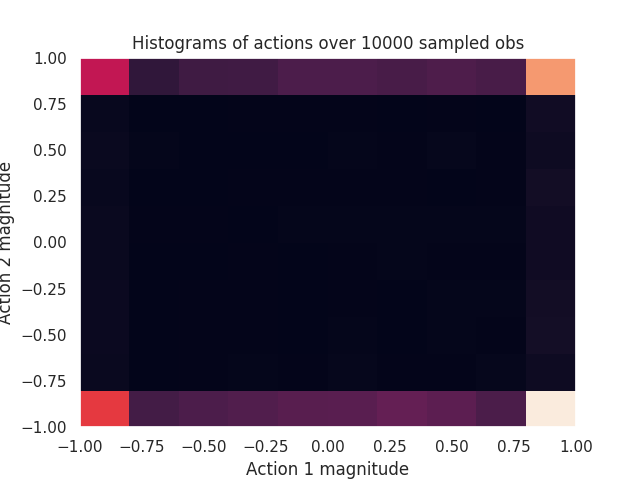 Histograms of actions over 10000 sampled obs
1.00
0.75
0.50
0.25
0.00
−0.25
−0.50
−0.75
−1.00
Action 2 magnitude
−1.00 −0.75 −0.50 −0.25 0.00 0.25 0.50 0.75 1.00
Action 1 magnitude